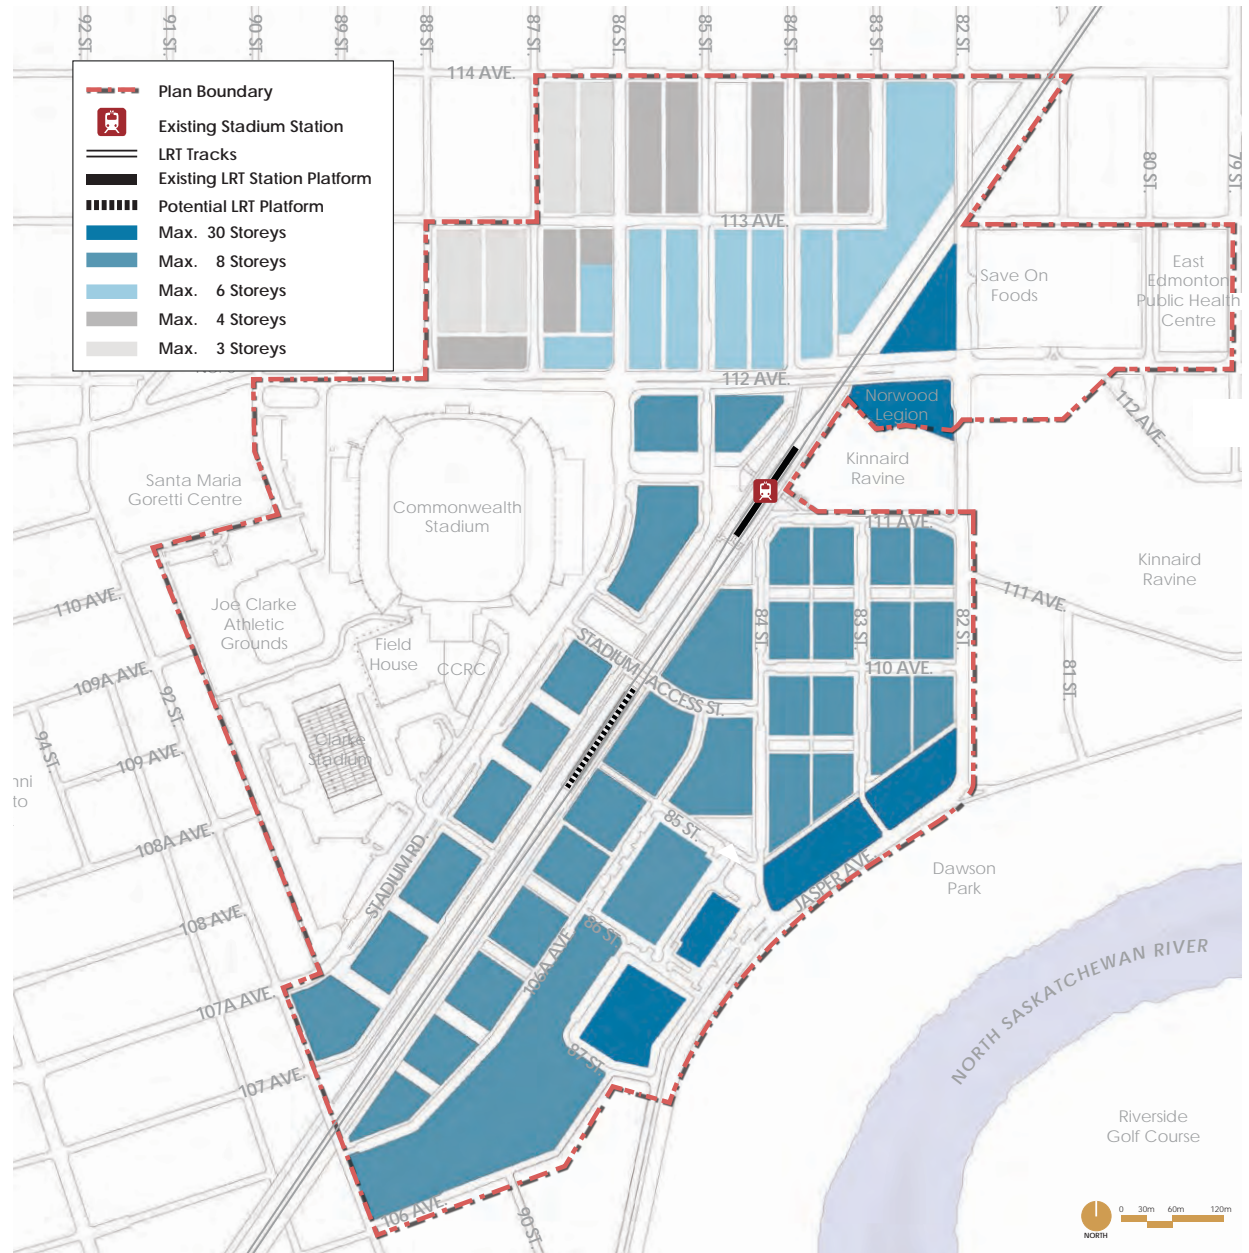 92 ST.
91 ST.
90 ST.
89 ST.
88 ST.
87 ST.
86 ST.
85 ST.
84 ST.
83 ST.
82 ST.
114 AVE.
Plan Boundary
Existing Stadium Station
LRT Tracks
Existing LRT Station Platform
Potential LRT Platform
Max. 30 Storeys
Max. 8 Storeys
Max. 6 Storeys
Max. 4 Storeys
Max. 3 Storeys
80 ST.
79 ST.
113 AVE.
Save On
Foods
East
Edmonton
Public Health
Centre
112 AVE.
Norwood
Legion
112 AVE.
Kinnaird
Ravine
Santa Maria
Goretti Centre
Commonwealth
Stadium
111 AVE.
Kinnaird
Ravine
111 AVE.
110 AVE.
Joe Clarke
Athletic
Grounds
Field
House
CCRC
STADIUM ACCESS ST.
84 ST.
83 ST.
82 ST.
110 AVE.
81 ST.
109A AVE.
92 ST.
94 ST.
109 AVE.
Clarke
Stadium
nni
to
108A AVE.
STADIUM RD.
85 ST.
JASPER AVE.
Dawson
Park
108 AVE.
86 ST.
106A AVE.
107A AVE.
87 ST.
107 AVE.
NORTH SASKATCHEWAN RIVER
Riverside
Golf Course
106 AVE.
90 ST.
NORTH
0 30m 60m 120m